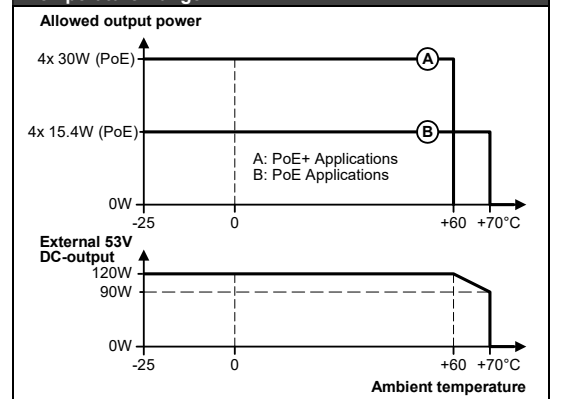 Allowed output power
4x 30W (PoE)
A
4x 15.4W (PoE)
B
A: PoE+ Applications
B: PoE Applications
0W
-25 0 +60 +70°C
External 53V
DC-output
120W
90W
0W
-25 0 +60 +70°C
Ambient temperature